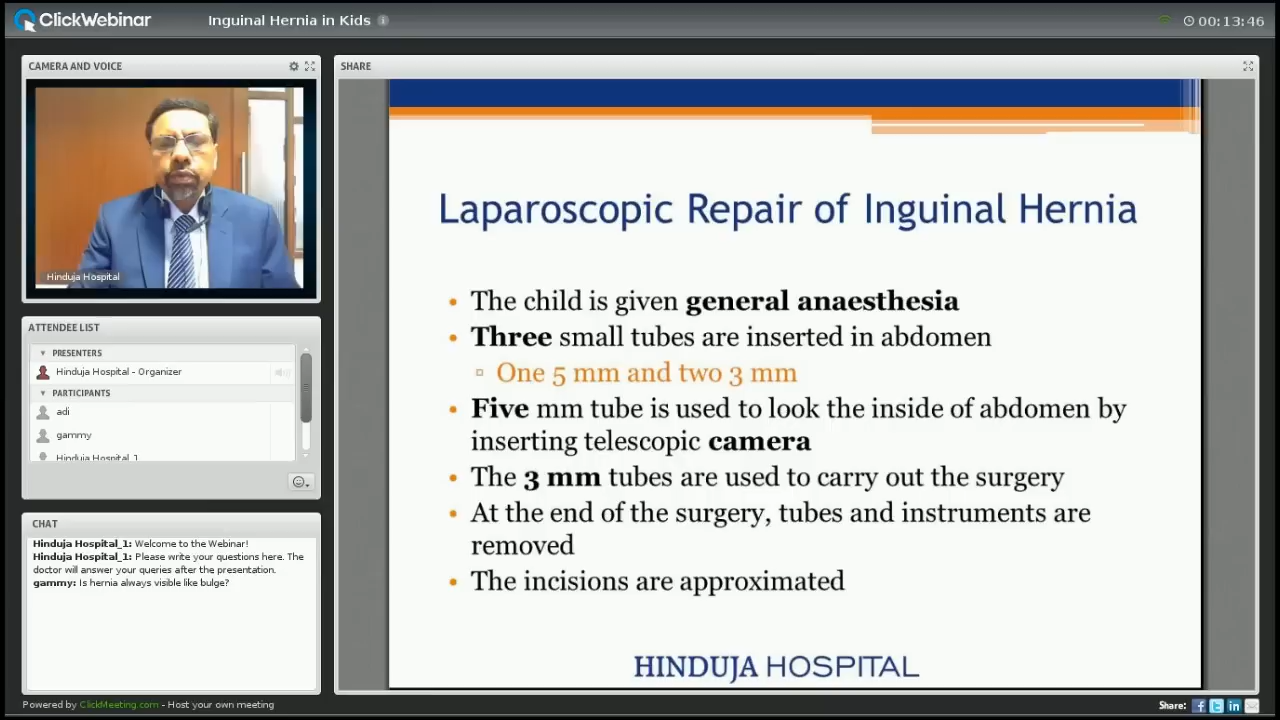 ClickWebinar
Inguinal Hernia in Kids
00:13:46
CAMERA AND VOICE
Hinduja Hospital
ATTENDEE LIST
PRESENTERS
Hinduja Hospital - Organizer
PARTICIPANTS
adi
gammy
Hinduja Hospital_1
CHAT
Hinduja Hospital_1: Welcome to the Webinar!
Hinduja Hospital_1: Please write your questions here. The
doctor will answer your queries after the presentation.
gammy: Is hernia always visible like bulge?
SHARE
Laparoscopic Repair of Inguinal Hernia
• The child is given general anaesthesia
• Three small tubes are inserted in abdomen
▫ One 5 mm and two 3 mm
• Five mm tube is used to look the inside of abdomen by
inserting telescopic camera
• The 3 mm tubes are used to carry out the surgery
• At the end of the surgery, tubes and instruments are
removed
• The incisions are approximated
HINDUJA HOSPITAL
Powered by ClickMeeting.com - Host your own meeting
Share: